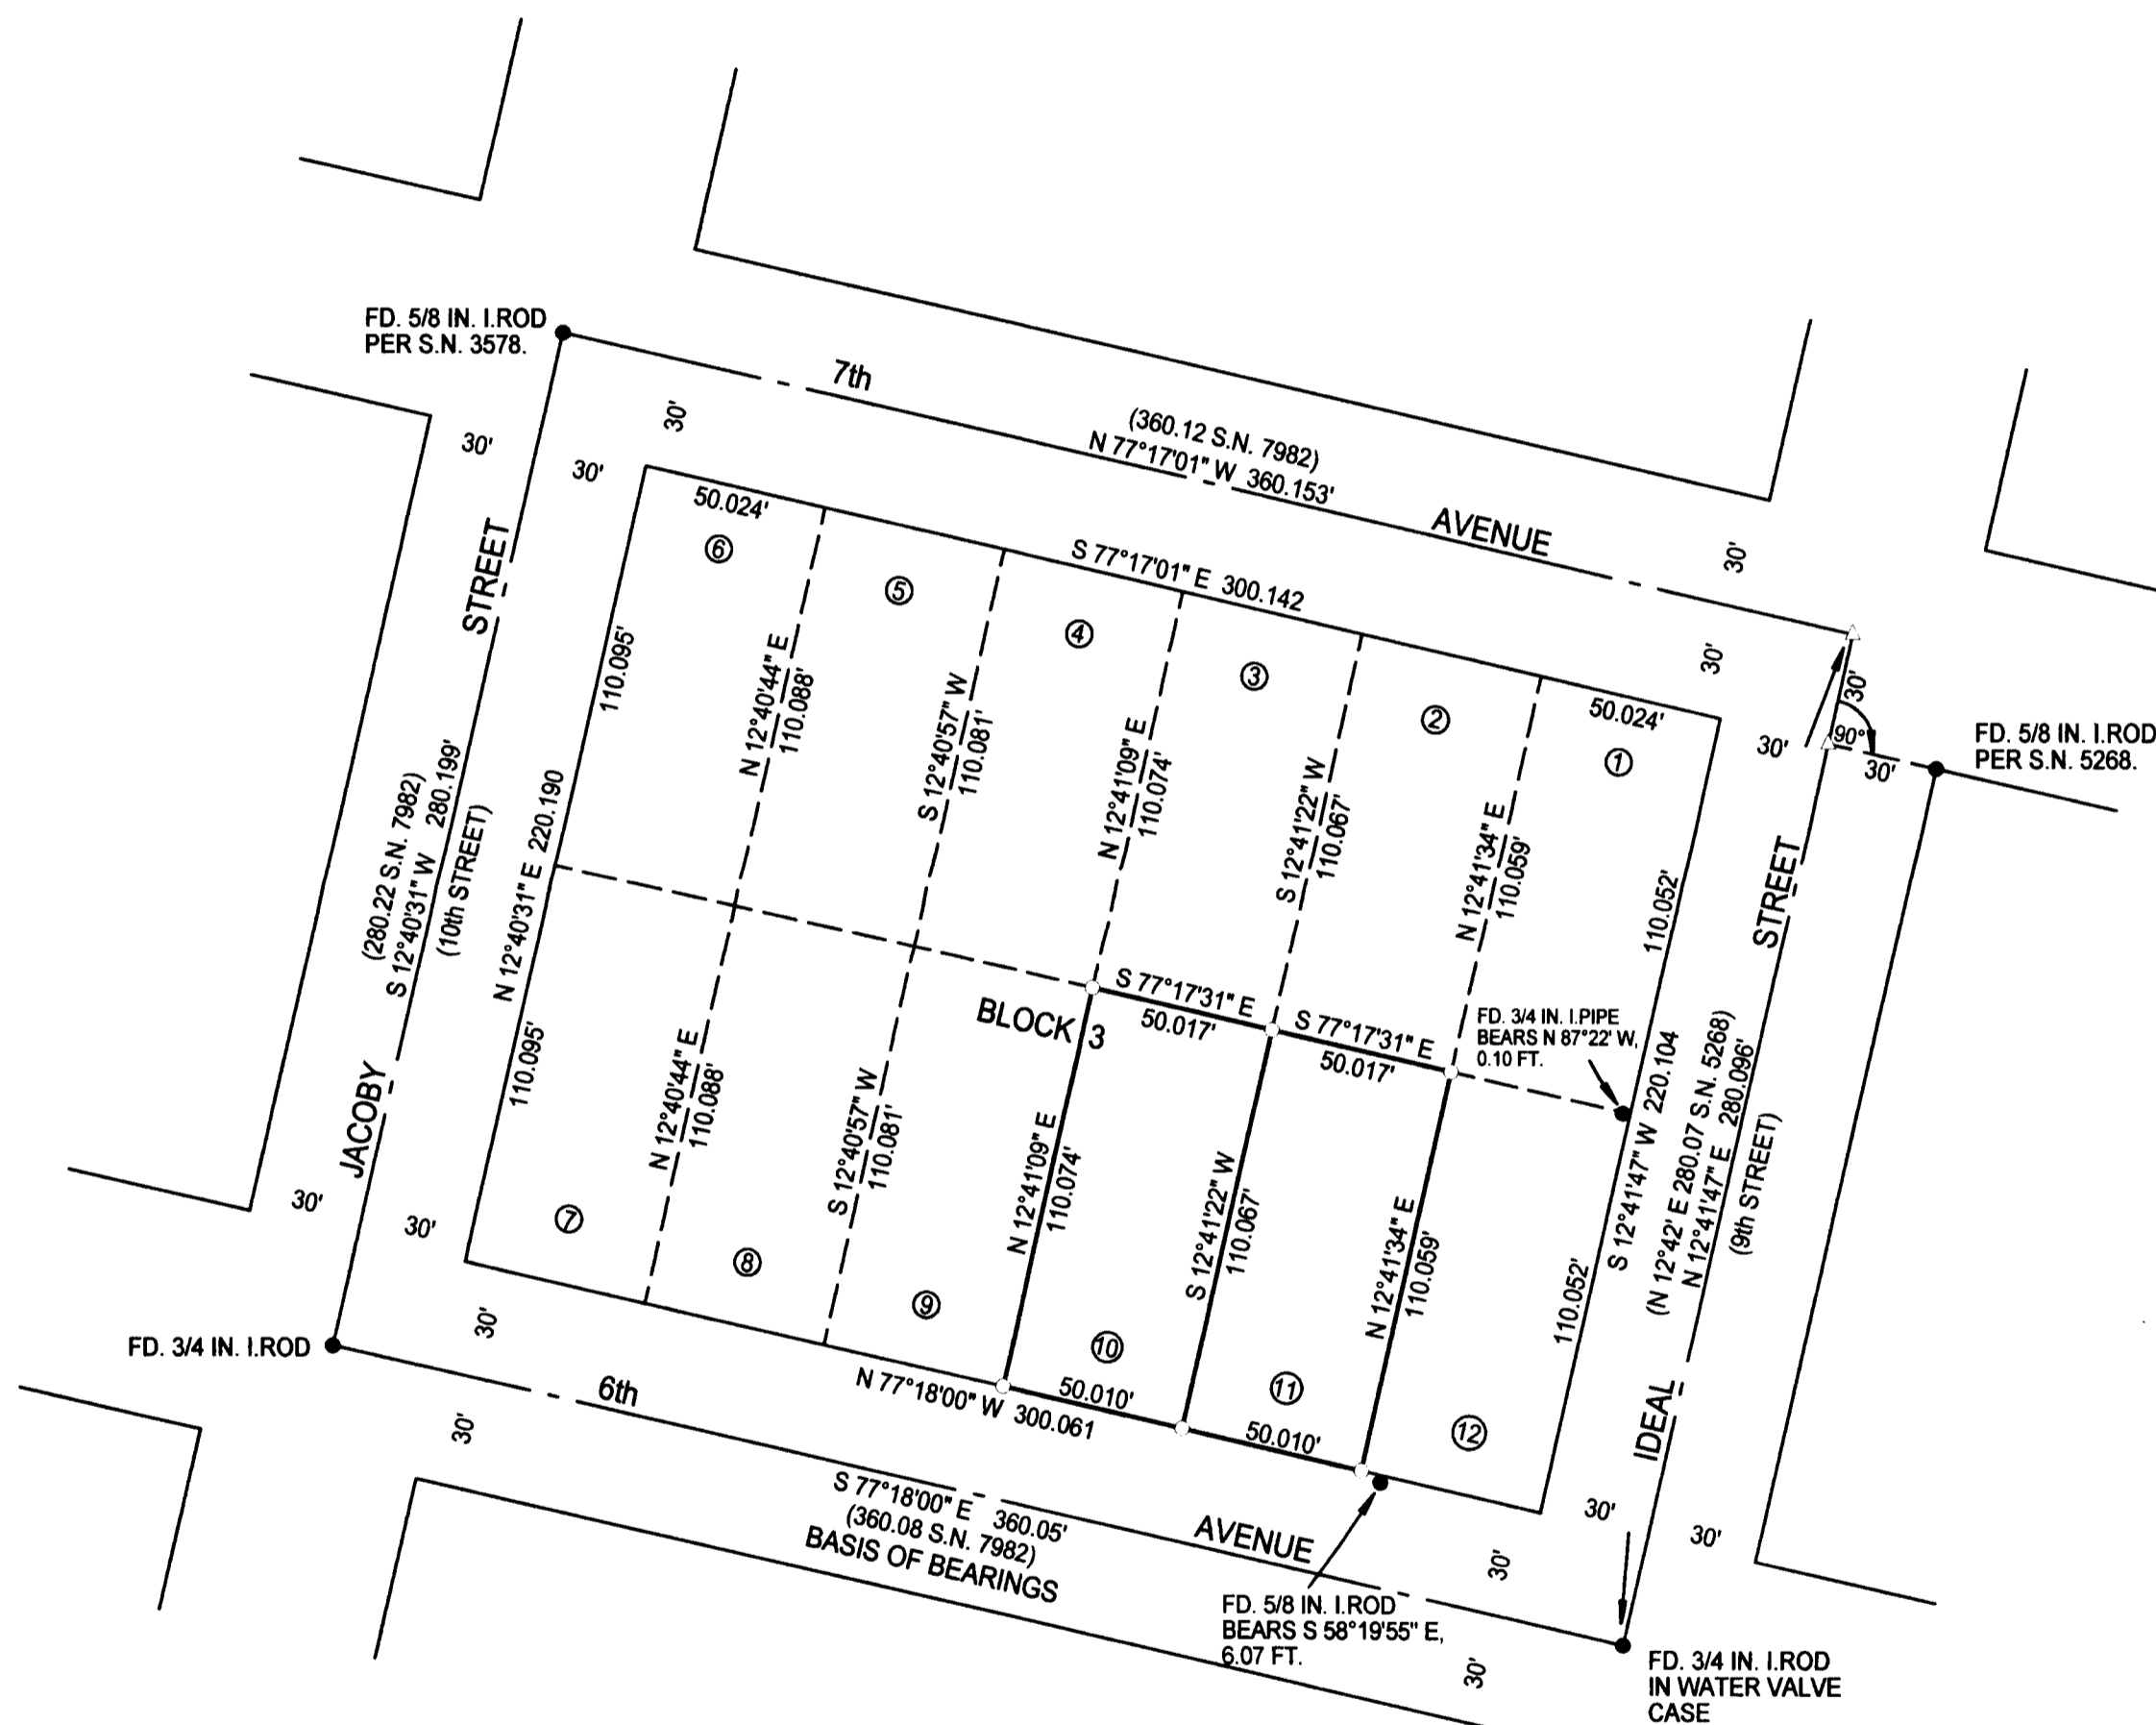 FD. 5/8 IN. I.ROD
PER S.N. 3578.
7th
30'
30'
30'
(360.12 S.N. 7982)
N 77°17'01" W 360.153'
AVENUE
30'
30'
50.024'
⑥
⑤
S 77°17'01" E 300.142
④
③
②
50.024'
①
30'
30'
90°
30'
FD. 5/8 IN. I.ROD
PER S.N. 5268.
STREET
110.095'
N 12°40'44" E
110.088'
S 12°40'57" W
110.081'
N 12°41'09" E
110.074'
S 12°41'22" W
110.067'
N 12°41'34" E
110.059'
110.052'
STREET
(280.22 S.N. 7982)
S 12°40'31" W 280.199'
(10th STREET)
N 12°40'31" E 220.190
BLOCK 3
S 77°17'31" E
50.017'
S 77°17'31" E
50.017'
FD. 3/4 IN. I.PIPE
BEARS N 87°22' W,
0.10 FT.
S 12°41'47" W 220.104
(N 12°42' E 280.07 S.N. 5268)
N 12°41'47" E 280.096'
(9th STREET)
JACOBY
110.095'
N 12°40'44" E
110.088'
S 12°40'57" W
110.081'
N 12°41'09" E
110.074'
S 12°41'22" W
110.067'
N 12°41'34" E
110.059'
110.052'
30'
30'
⑦
⑧
⑨
⑩
⑪
⑫
FD. 3/4 IN. I.ROD
30'
6th
30'
N 77°18'00" W 300.061
50.010'
50.010'
IDEAL
30'
30'
S 77°18'00" E 360.05'
(360.08 S.N. 7982)
BASIS OF BEARINGS
AVENUE
30'
FD. 5/8 IN. I.ROD
BEARS S 58°19'55" E,
6.07 FT.
30'
FD. 3/4 IN. I.ROD
IN WATER VALVE
CASE